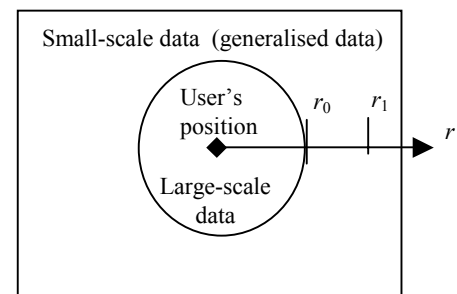 Small-scale data (generalised data)
User's
position
r0
r1
r
Large-scale
data